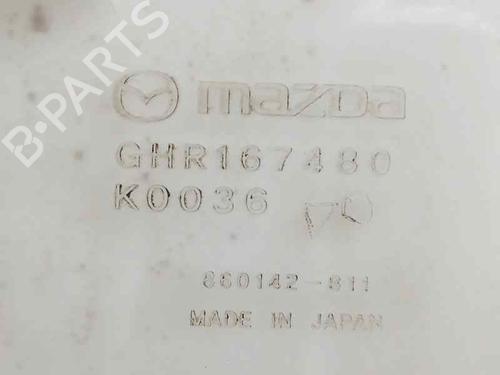 B·PARTS
mazda
GHR167480
K0036
860142-811
MADE IN JAPAN